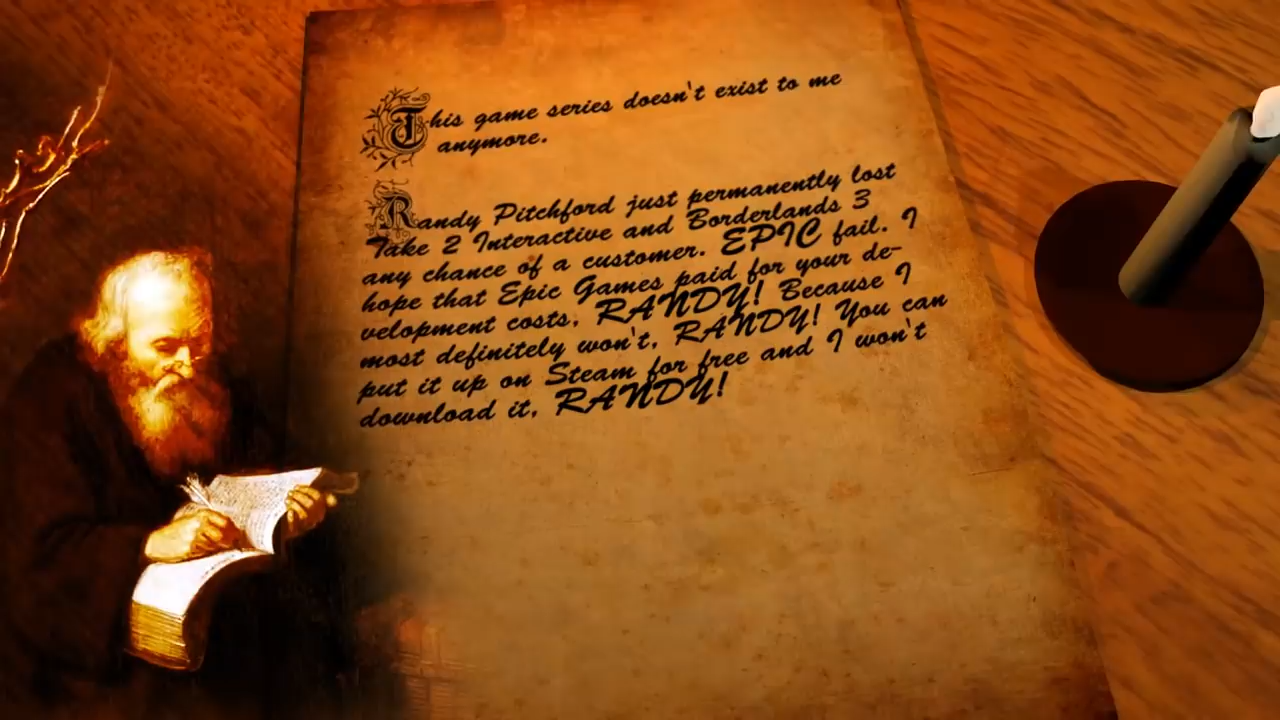 This game series doesn't exist to me
anymore.
Randy Pitchford just permanently lost
Take 2 Interactive and Borderlands 3
any chance of a customer. EPIC fail. I
hope that Epic Games paid for your de-
velopment costs, RANDY! Because I
most definitely won't, RANDY! You can
put it up on Steam for free and I won't
download it, RANDY!